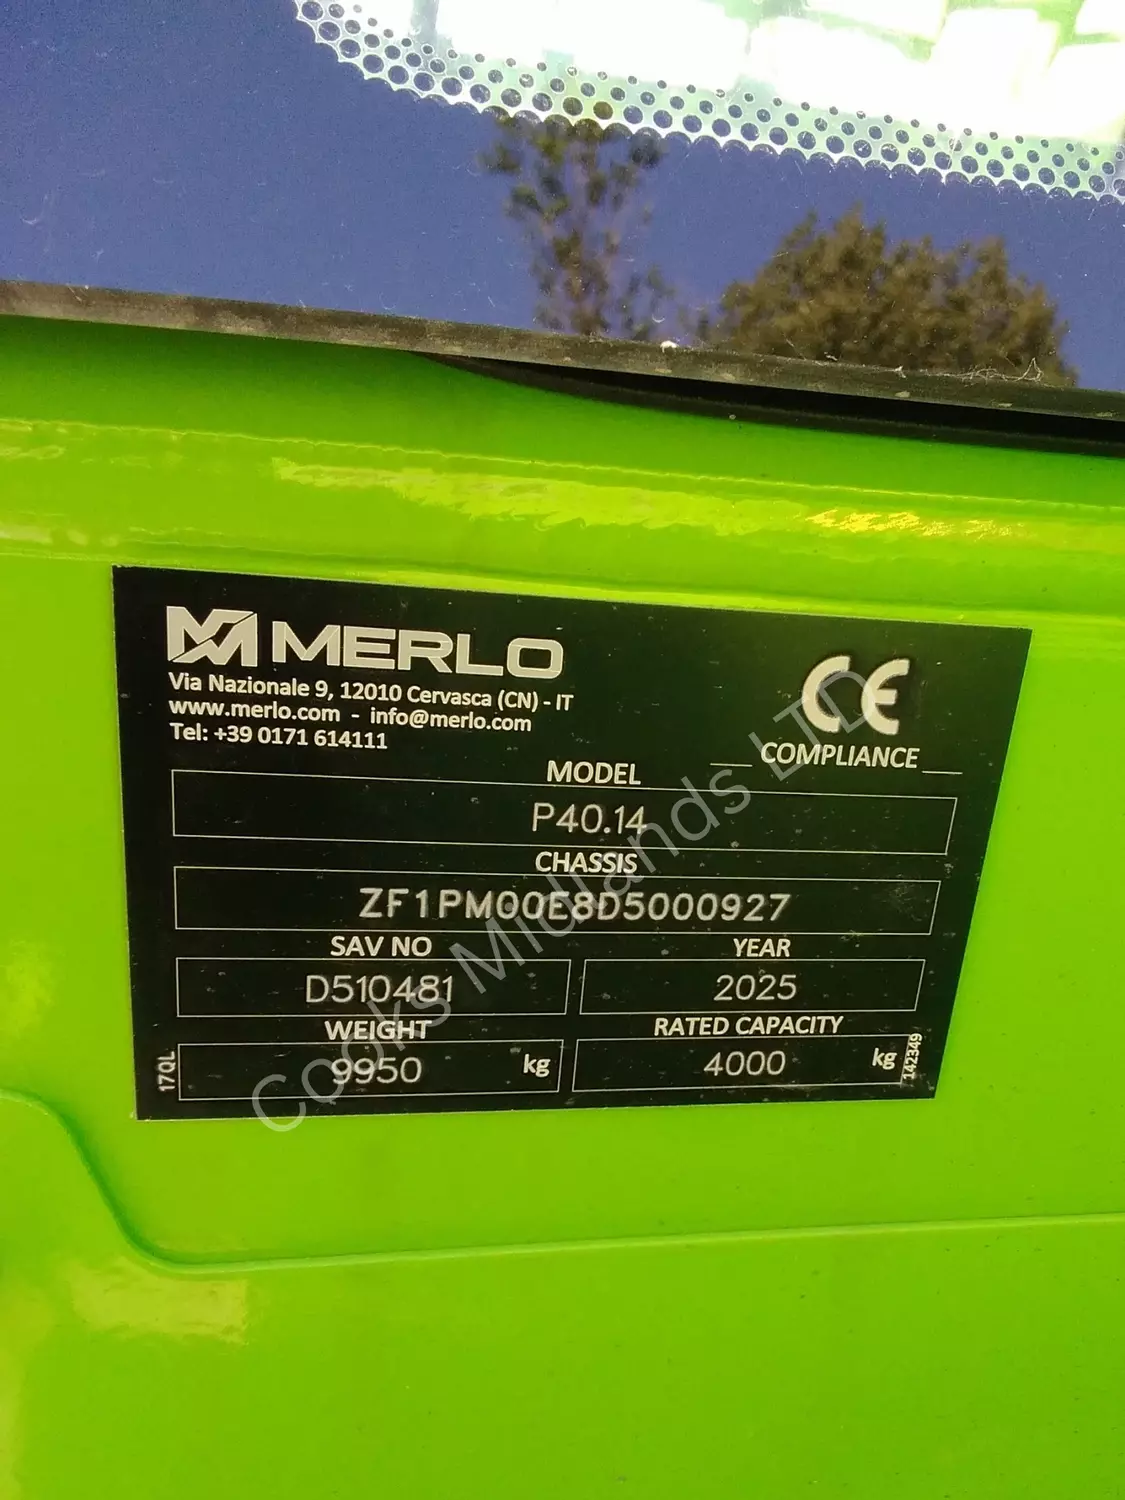 MERLO
Via Nazionale 9, 12010 Cervasca (CN) - IT
www.merlo.com - info@merlo.com
Tel: +39 0171 614111
CE
COMPLIANCE
MODEL
P40.14
CHASSIS
ZF1PM00E8D5000927
SAV NO YEAR
D510481 2025
WEIGHT RATED CAPACITY
9950 kg 4000 kg
17QL
142349
Cooks Midlands LTD